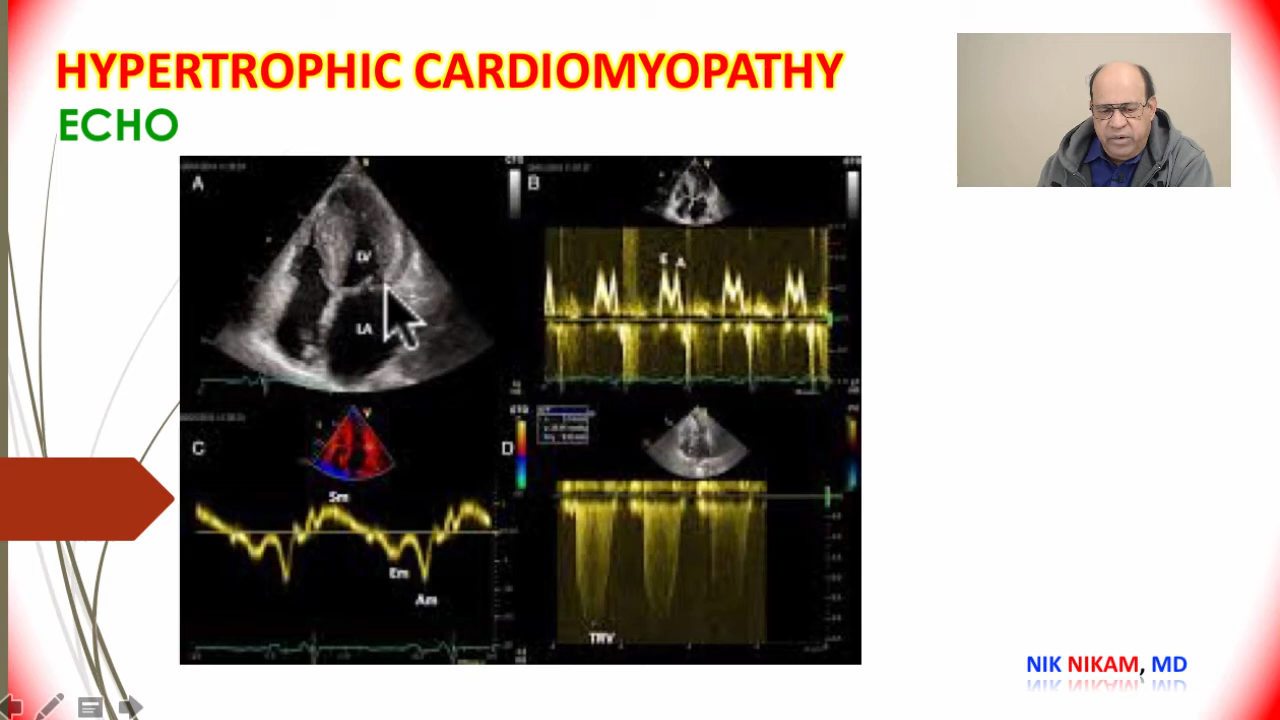 HYPERTROPHIC CARDIOMYOPATHY
ECHO
A
B
LV
E A
LA
C
D
Sm
Em
Am
TRV
NIK NIKAM, MD